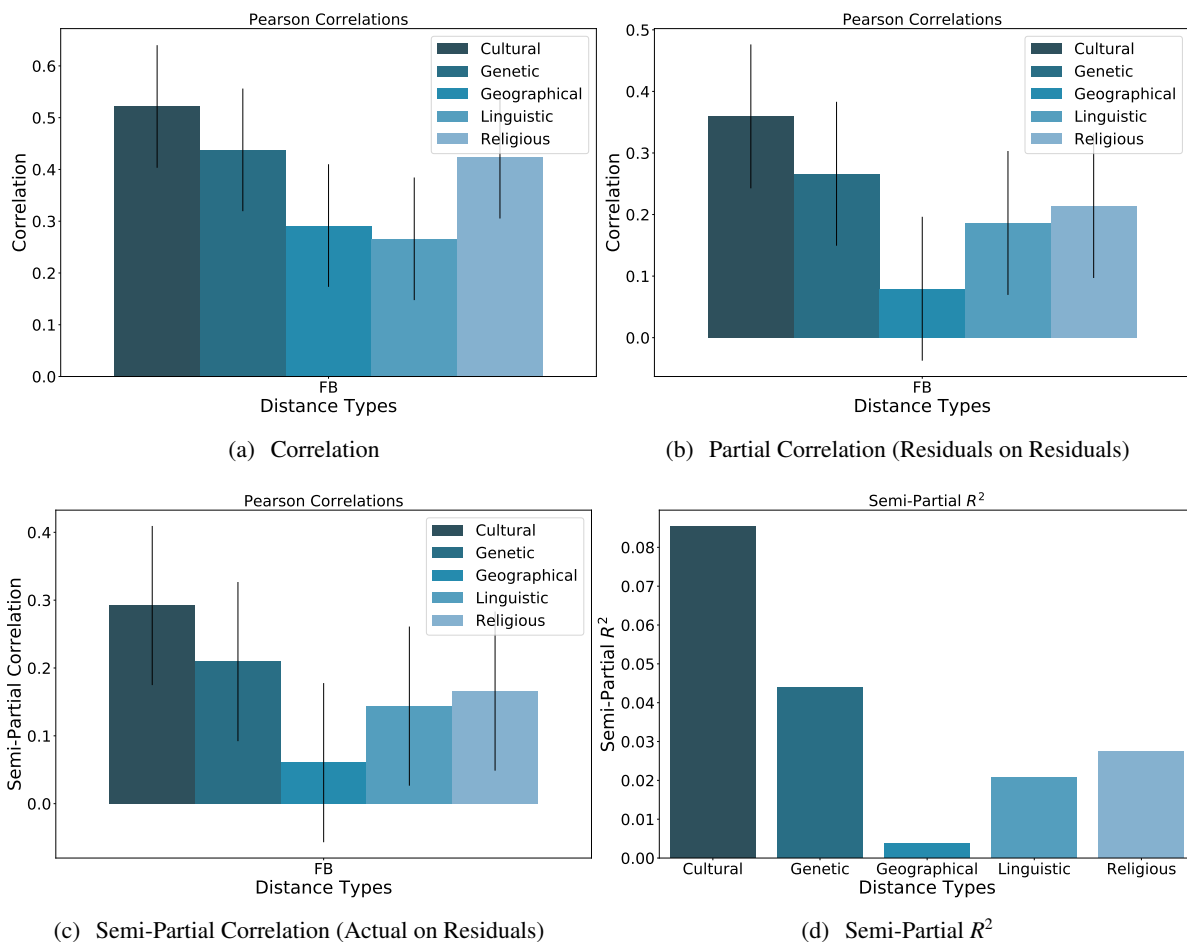 Pearson Correlations
Cultural
Genetic
Geographical
Linguistic
Religious
0.6
0.5
0.4
0.3
0.2
0.1
0.0
Correlation
FB
Distance Types
(a) Correlation
Pearson Correlations
Cultural
Genetic
Geographical
Linguistic
Religious
0.5
0.4
0.3
0.2
0.1
0.0
Correlation
FB
Distance Types
(b) Partial Correlation (Residuals on Residuals)
Pearson Correlations
Cultural
Genetic
Geographical
Linguistic
Religious
0.4
0.3
0.2
0.1
0.0
Semi-Partial Correlation
FB
Distance Types
(c) Semi-Partial Correlation (Actual on Residuals)
Semi-Partial R²
0.08
0.07
0.06
0.05
0.04
0.03
0.02
0.01
0.00
Semi-Partial R²
Cultural Genetic Geographical Linguistic Religious
Distance Types
(d) Semi-Partial R²